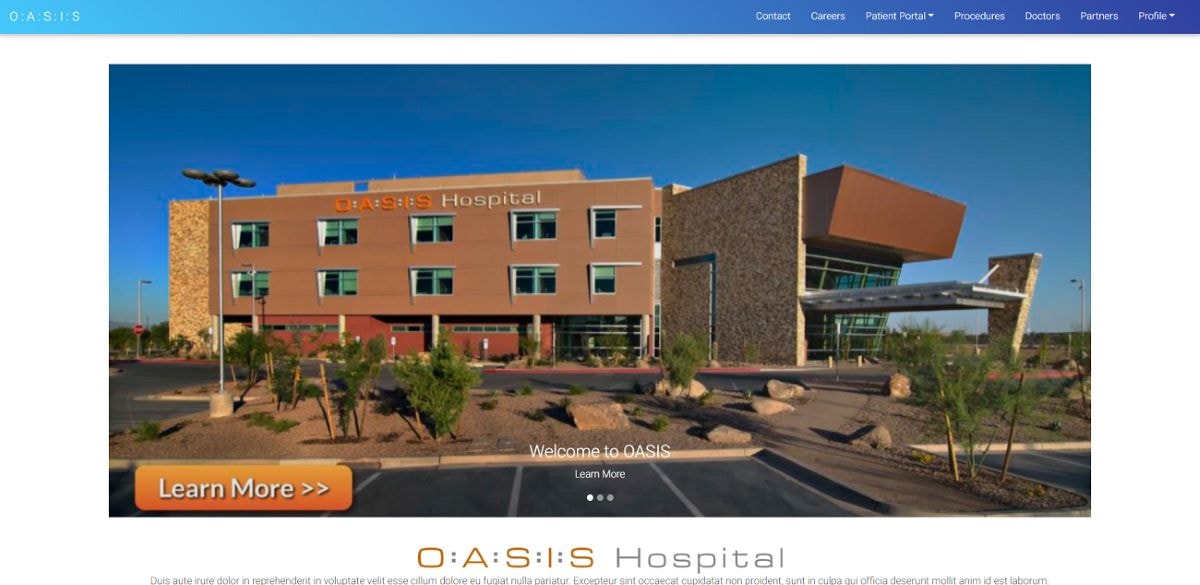 O:A:S:I:S
Contact Careers Patient Portal Procedures Doctors Partners Profile
O:A:S:I:S Hospital
Welcome to OASIS
Learn More
Learn More >>
O:A:S:I:S Hospital
Duis aute irure dolor in reprehenderit in voluptate velit esse cillum dolore eu fugiat nulla pariatur. Excepteur sint occaecat cupidatat non proident, sunt in culpa qui officia deserunt mollit anim id est laborum.